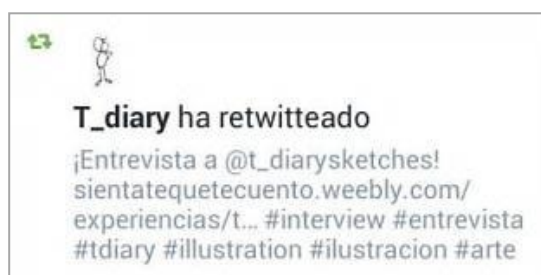 T_diary ha retwitteado
¡Entrevista a @t_diarysketches!
sientatequetecuento.weebly.com/
experiencias/t... #interview #entrevista
#tdiary #illustration #ilustracion #arte